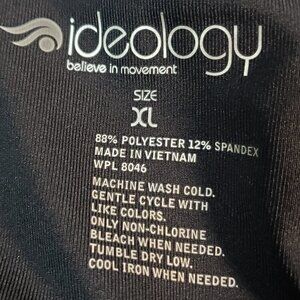 ideology
believe in movement
SIZE
XL
88% POLYESTER 12% SPANDEX
MADE IN VIETNAM
WPL 8046
MACHINE WASH COLD.
GENTLE CYCLE WITH
LIKE COLORS.
ONLY NON-CHLORINE
BLEACH WHEN NEEDED.
TUMBLE DRY LOW.
COOL IRON WHEN NEEDED.